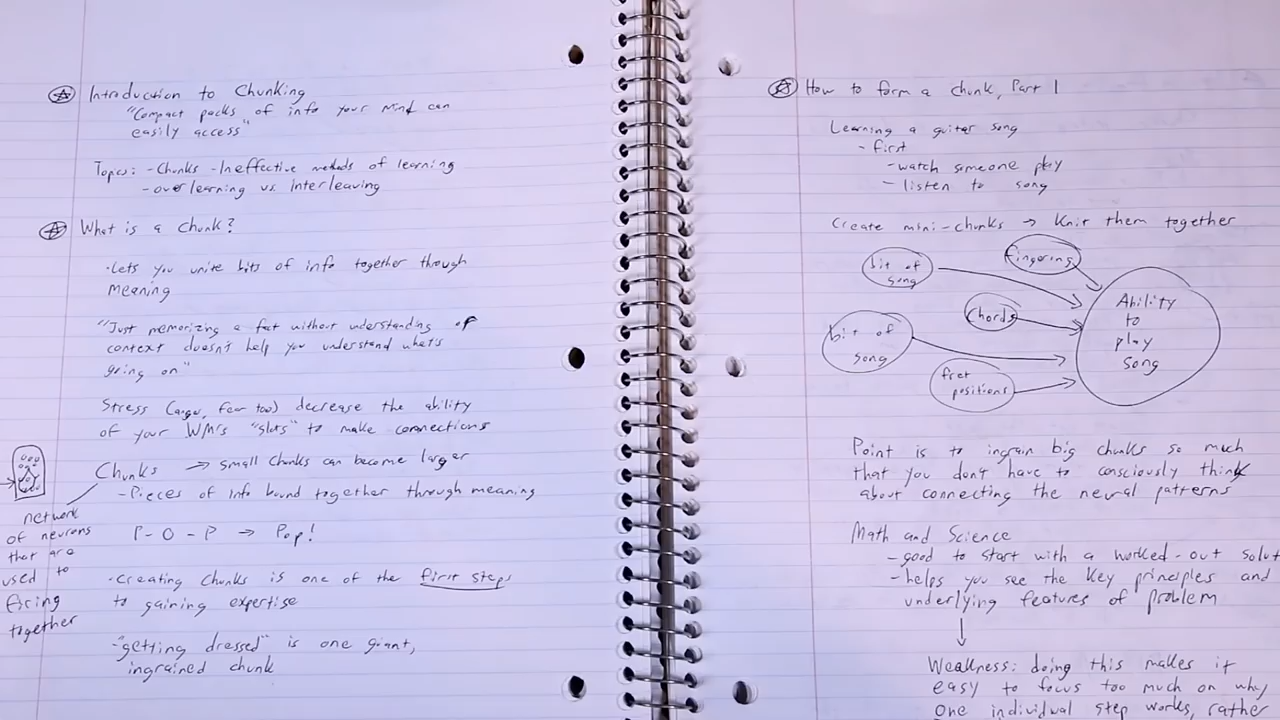 Introduction to Chunking
"Compact packs of info your mind can
easily access"
Topics: -Chunks -Ineffective methods of learning
-overlearning vs interleaving
What is a Chunk?
·Lets you unite bits of info together through
meaning
"Just memorizing a fact without understanding of
context doesn't help you understand what's
going on"
Stress (anger, fear too) decrease the ability
of your WM's "slots" to make connections
Chunks → small chunks can become larger
-Pieces of info bound together through meaning
network
of neurons
that are
used to
firing
together
P-O-P → Pop!
·Creating chunks is one of the first steps
to gaining expertise
-"getting dressed" is one giant,
ingrained chunk
How to form a chunk, Part 1
Learning a guitar song
-first
-watch someone play
-listen to song
Create mini-chunks → Knit them together
bit of
song
fingering
chords
bit of
song
fret
positions
Ability
to
play
song
Point is to ingrain big chunks so much
that you don't have to consciously think
about connecting the neural patterns
Math and Science
-good to start with a worked-out solut
-helps you see the key principles and
underlying features of problem
Weakness: doing this makes it
easy to focus too much on why
one individual step works, rather